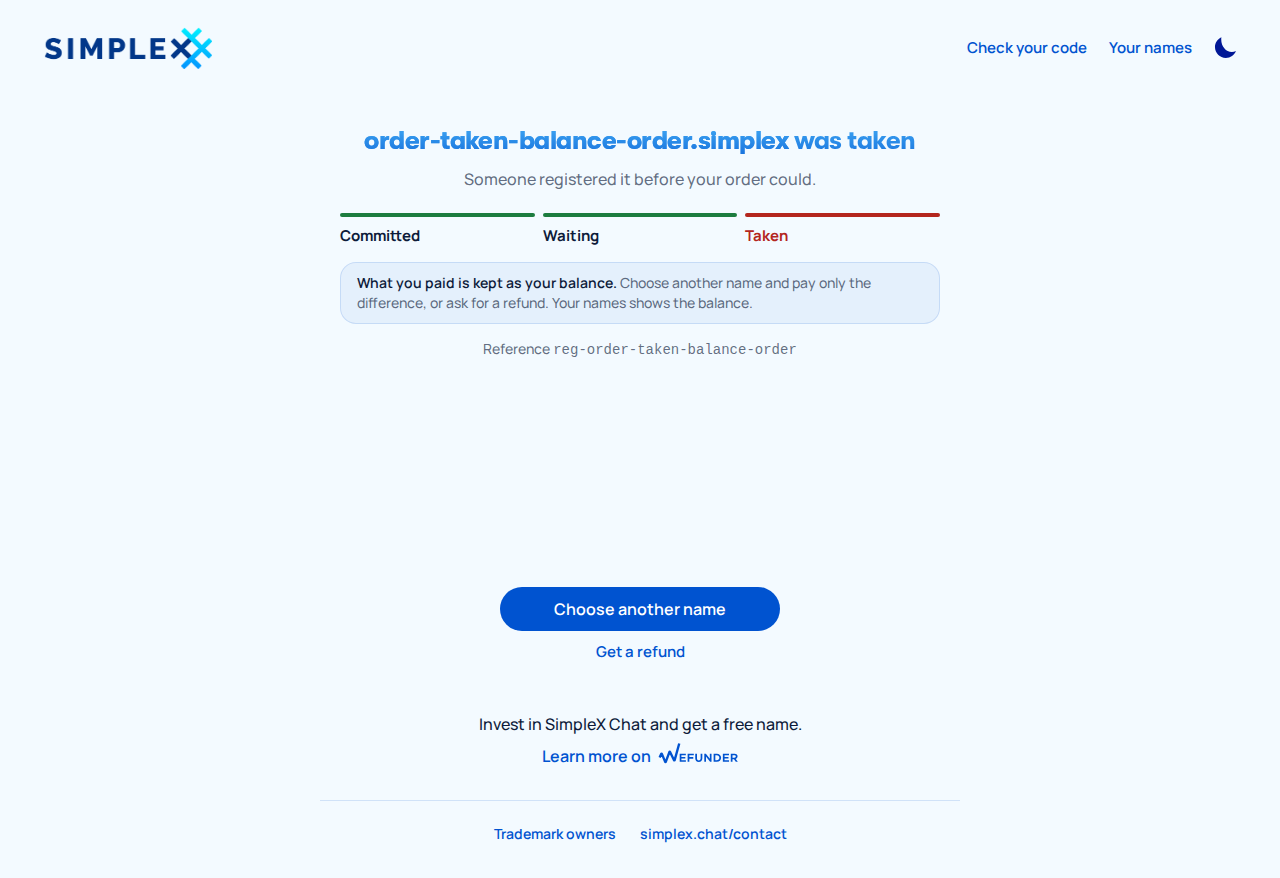 SIMPLEX
Check your code
Your names
order-taken-balance-order.simplex was taken
Someone registered it before your order could.
Committed
Waiting
Taken
What you paid is kept as your balance. Choose another name and pay only the
difference, or ask for a refund. Your names shows the balance.
Reference reg-order-taken-balance-order
Choose another name
Get a refund
Invest in SimpleX Chat and get a free name.
Learn more on WEFUNDER
Trademark owners
simplex.chat/contact